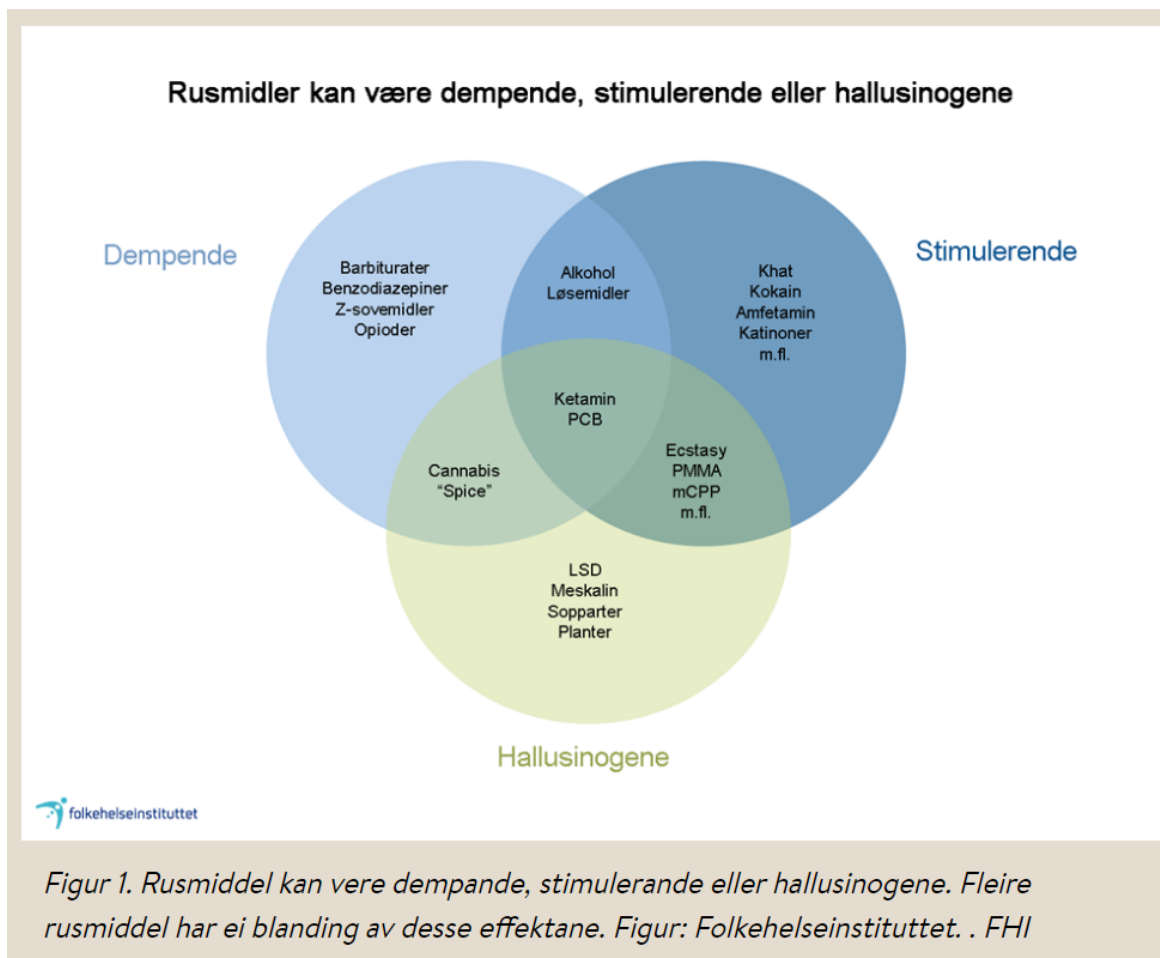 Rusmidler kan være dempende, stimulerende eller hallusinogene
Dempende
Stimulerende
Barbiturater
Benzodiazepiner
Z-sovemidler
Opioder
Alkohol
Løsemidler
Khat
Kokain
Amfetamin
Katinoner
m.fl.
Ketamin
PCB
Cannabis
“Spice”
Ecstasy
PMMA
mCPP
m.fl.
LSD
Meskalin
Sopparter
Planter
Hallusinogene
folkehelseinstituttet
Figur 1. Rusmiddel kan vere dempande, stimulerande eller hallusinogene. Fleire
rusmiddel har ei blanding av desse effektane. Figur: Folkehelseinstituttet. . FHI